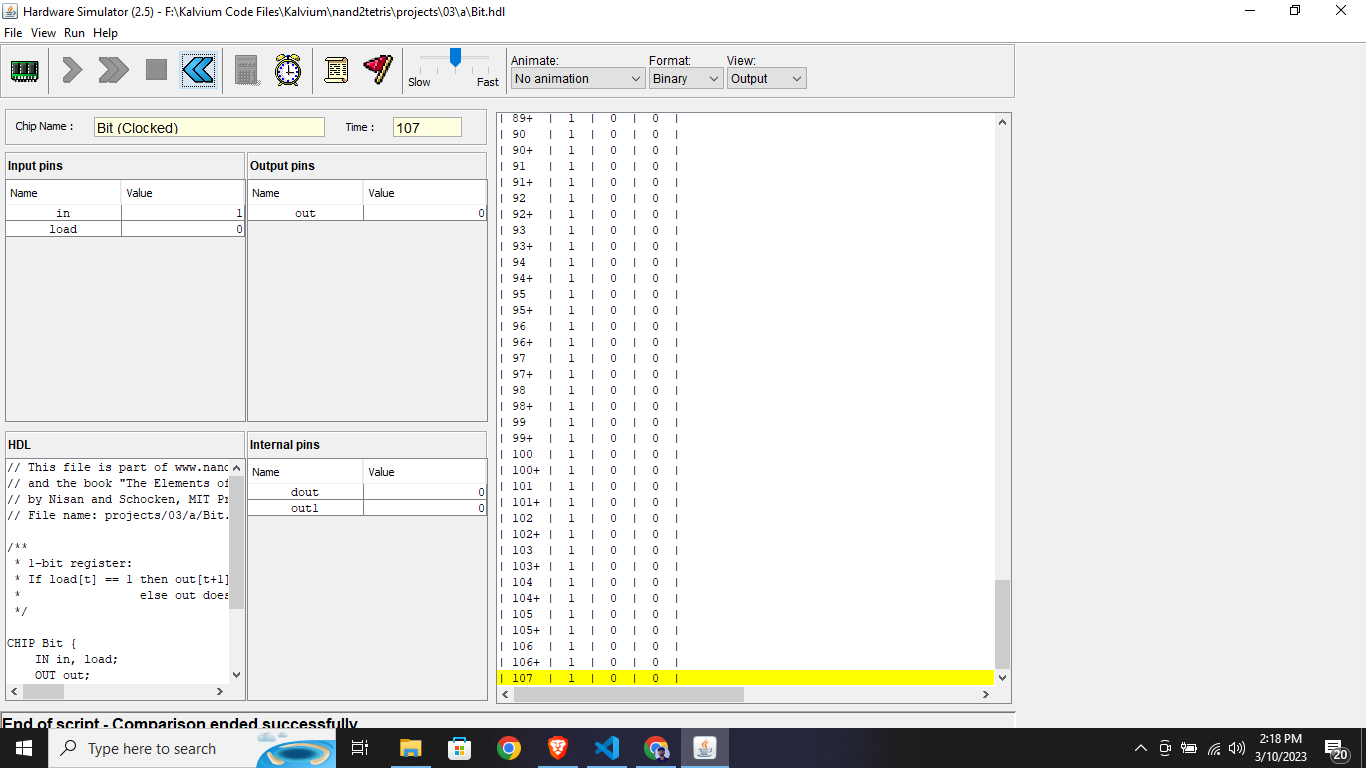 Hardware Simulator (2.5) - F:\Kalvium Code Files\Kalvium\nand2tetris\projects\03\a\Bit.hdl
File View Run Help
Slow Fast
Animate: Format: View:
No animation Binary Output
Chip Name : Bit (Clocked) Time : 107
Input pins
Name Value
in 1
load 0
Output pins
Name Value
out 0
HDL
// This file is part of www.nand
// and the book "The Elements of
// by Nisan and Schocken, MIT Pr
// File name: projects/03/a/Bit.
/**
* 1-bit register:
* If load[t] == 1 then out[t+1]
* else out does
*/
CHIP Bit {
IN in, load;
OUT out;
Internal pins
Name Value
dout 0
out1 0
| 89+ | 1 | 0 | 0 |
| 90 | 1 | 0 | 0 |
| 90+ | 1 | 0 | 0 |
| 91 | 1 | 0 | 0 |
| 91+ | 1 | 0 | 0 |
| 92 | 1 | 0 | 0 |
| 92+ | 1 | 0 | 0 |
| 93 | 1 | 0 | 0 |
| 93+ | 1 | 0 | 0 |
| 94 | 1 | 0 | 0 |
| 94+ | 1 | 0 | 0 |
| 95 | 1 | 0 | 0 |
| 95+ | 1 | 0 | 0 |
| 96 | 1 | 0 | 0 |
| 96+ | 1 | 0 | 0 |
| 97 | 1 | 0 | 0 |
| 97+ | 1 | 0 | 0 |
| 98 | 1 | 0 | 0 |
| 98+ | 1 | 0 | 0 |
| 99 | 1 | 0 | 0 |
| 99+ | 1 | 0 | 0 |
| 100 | 1 | 0 | 0 |
| 100+ | 1 | 0 | 0 |
| 101 | 1 | 0 | 0 |
| 101+ | 1 | 0 | 0 |
| 102 | 1 | 0 | 0 |
| 102+ | 1 | 0 | 0 |
| 103 | 1 | 0 | 0 |
| 103+ | 1 | 0 | 0 |
| 104 | 1 | 0 | 0 |
| 104+ | 1 | 0 | 0 |
| 105 | 1 | 0 | 0 |
| 105+ | 1 | 0 | 0 |
| 106 | 1 | 0 | 0 |
| 106+ | 1 | 0 | 0 |
| 107 | 1 | 0 | 0 |
End of script - Comparison ended successfully
Type here to search
2:18 PM
3/10/2023
20